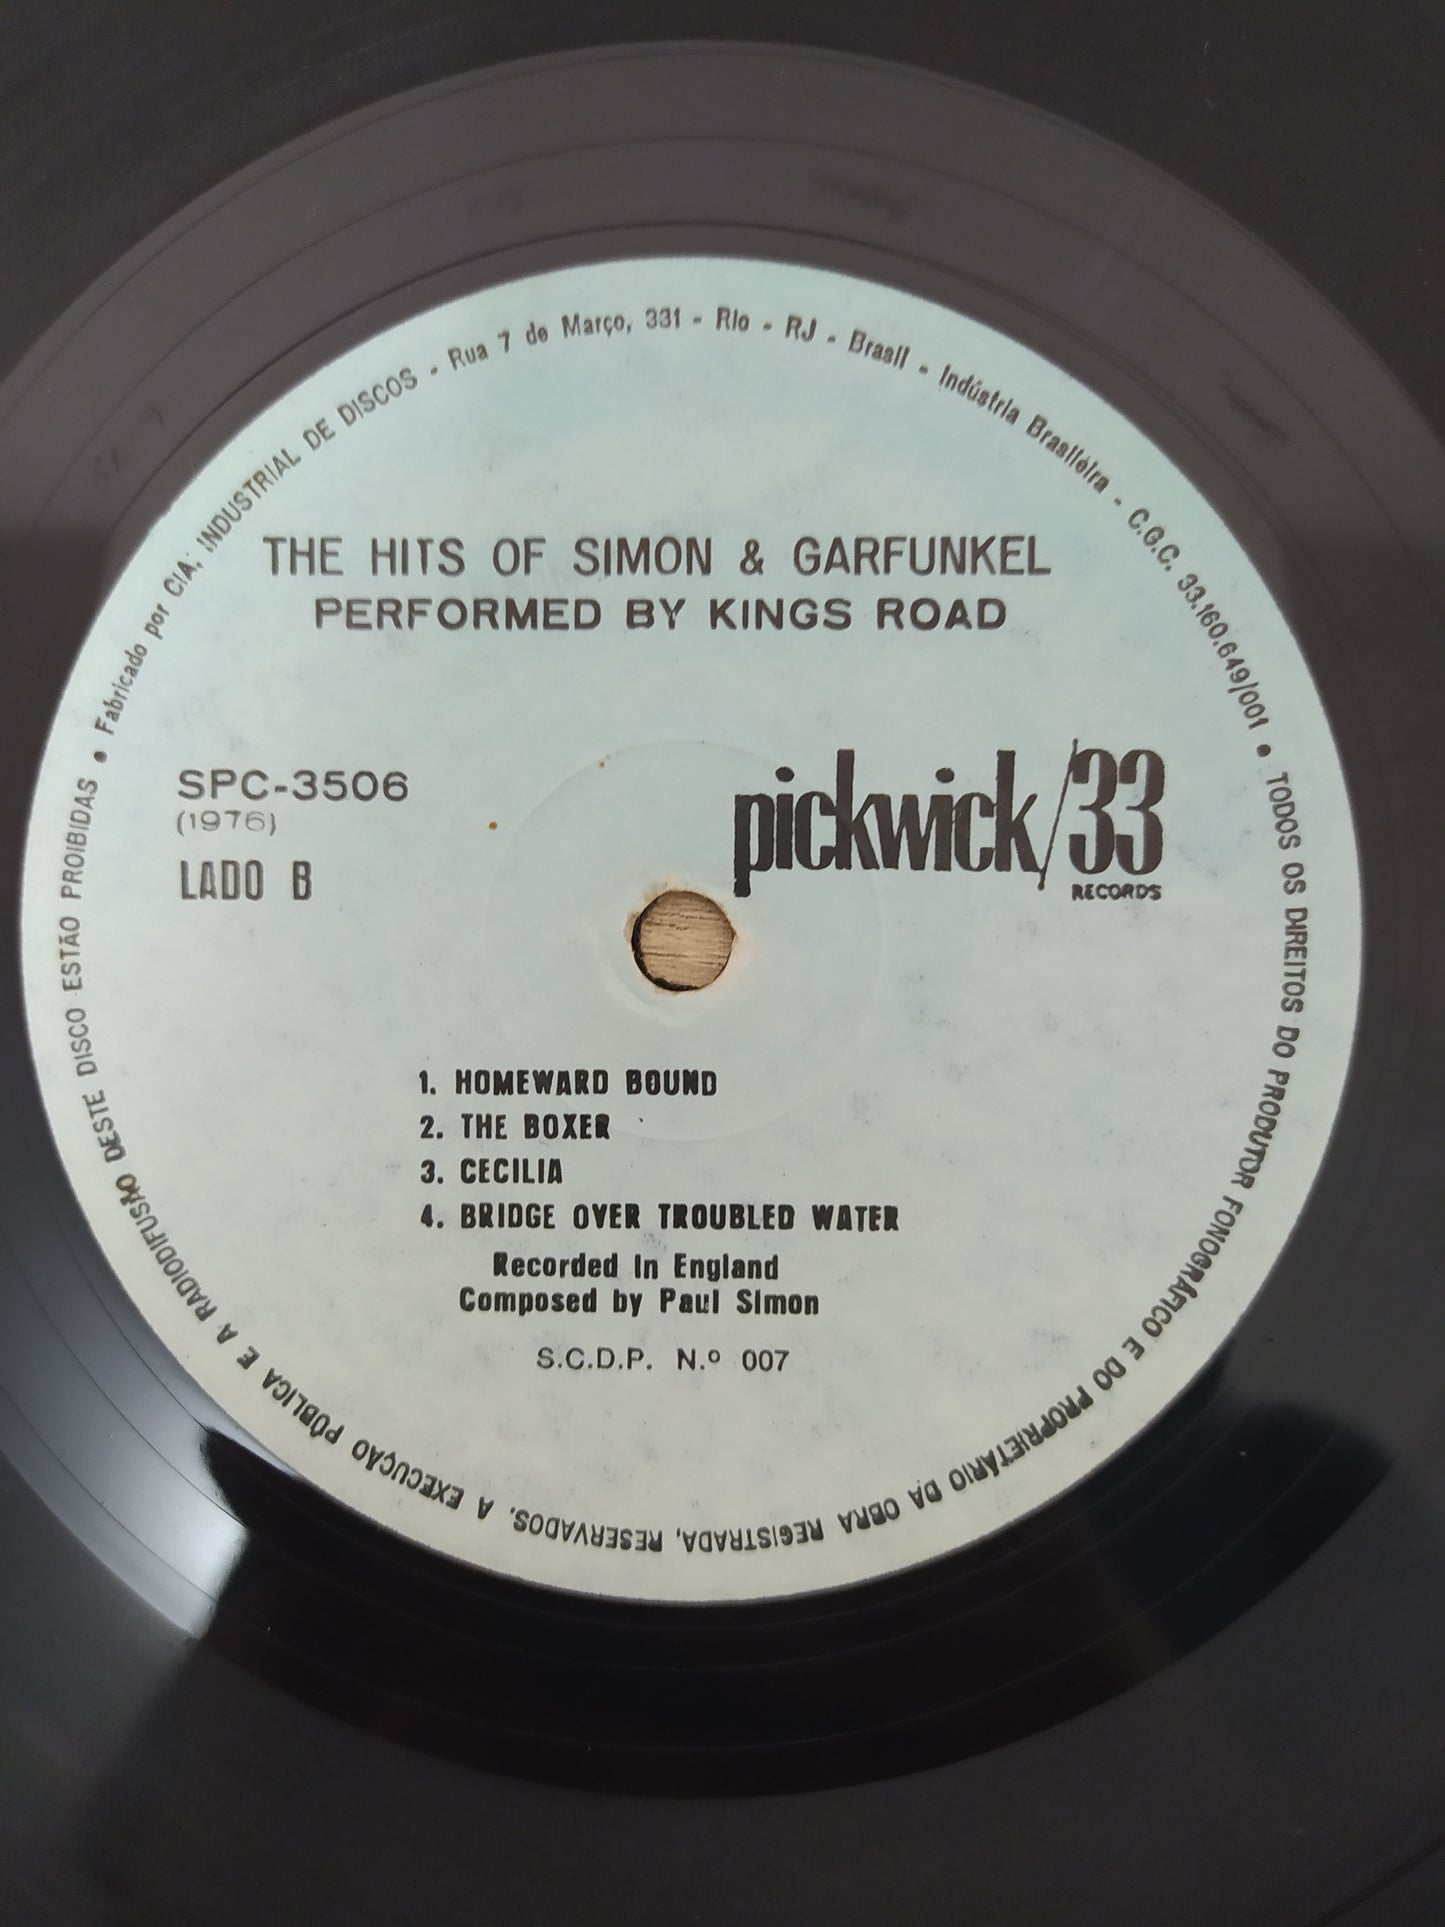 • Fabricado por CIA. INDUSTRIAL DE DISCOS - Rua 7 de Março, 331 - Rio - RJ - Brasil - Indústria Brasileira - C.G.C. 33.160.649/001 • TODOS OS DIREITOS DO PRODUTOR FONOGRÁFICO E DO PROPRIETÁRIO DA OBRA REGISTRADA, RESERVADOS. A EXECUÇÃO PÚBLICA E A RADIODIFUSÃO DESTE DISCO ESTÃO PROIBIDAS
THE HITS OF SIMON & GARFUNKEL
PERFORMED BY KINGS ROAD
SPC-3506
(1976)
LADO B
pickwick/33
RECORDS
1. HOMEWARD BOUND
2. THE BOXER
3. CECILIA
4. BRIDGE OVER TROUBLED WATER
Recorded in England
Composed by Paul Simon
S.C.D.P. N.º 007